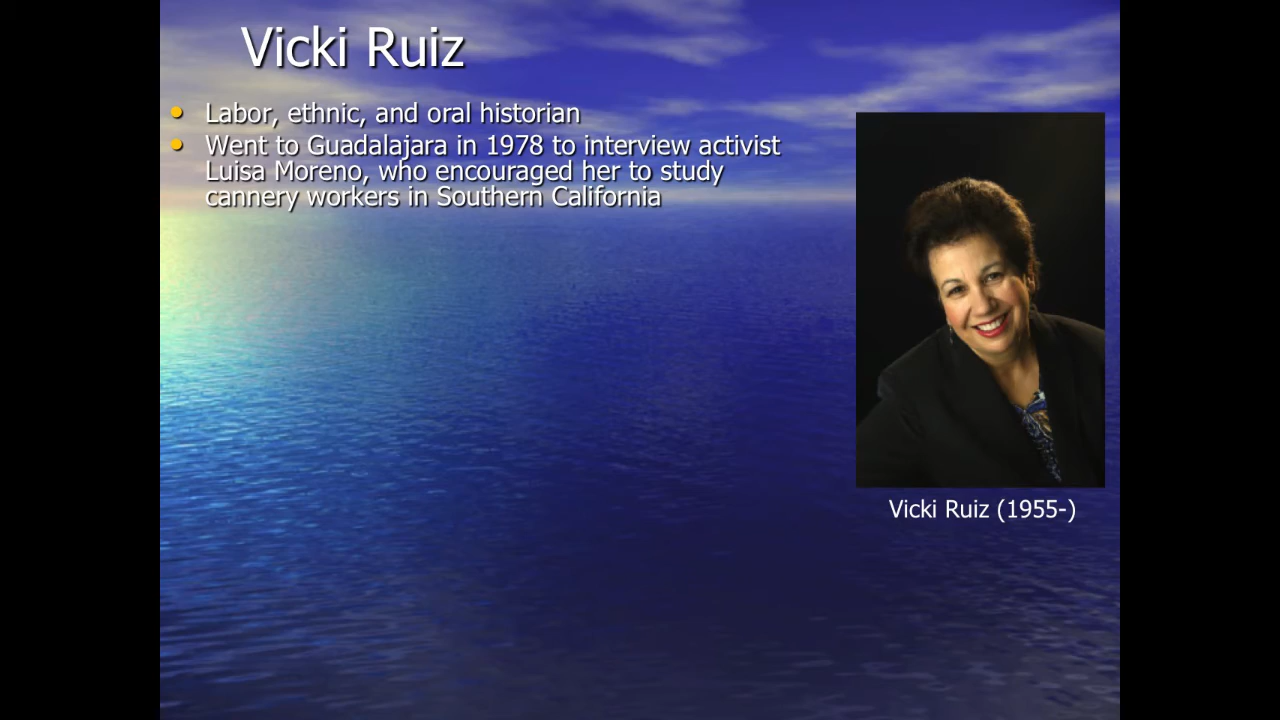 Vicki Ruiz
Labor, ethnic, and oral historian
Went to Guadalajara in 1978 to interview activist
Luisa Moreno, who encouraged her to study
cannery workers in Southern California
Vicki Ruiz (1955-)